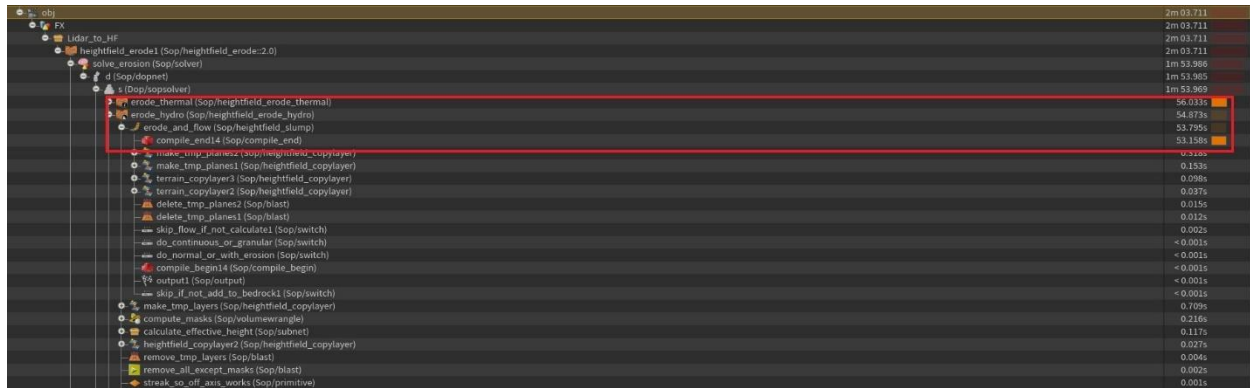 obj 2m 03.711
FX 2m 03.711
Lidar_to_HF 2m 03.711
heightfield_erode1 (Sop/heightfield_erode::2.0) 2m 03.711
solve_erosion (Sop/solver) 1m 53.986
d (Sop/dopnet) 1m 53.985
s (Dop/sopsolver) 1m 53.969
erode_thermal (Sop/heightfield_erode_thermal) 56.033s
erode_hydro (Sop/heightfield_erode_hydro) 54.873s
erode_and_flow (Sop/heightfield_slump) 53.795s
compile_end14 (Sop/compile_end) 53.158s
make_tmp_planes2 (Sop/heightfield_copylayer) 0.318s
make_tmp_planes1 (Sop/heightfield_copylayer) 0.153s
terrain_copylayer3 (Sop/heightfield_copylayer) 0.098s
terrain_copylayer2 (Sop/heightfield_copylayer) 0.037s
delete_tmp_planes2 (Sop/blast) 0.015s
delete_tmp_planes1 (Sop/blast) 0.012s
skip_flow_if_not_calculate1 (Sop/switch) 0.002s
do_continuous_or_granular (Sop/switch) < 0.001s
do_normal_or_with_erosion (Sop/switch) < 0.001s
compile_begin14 (Sop/compile_begin) < 0.001s
output1 (Sop/output) < 0.001s
skip_if_not_add_to_bedrock1 (Sop/switch) < 0.001s
make_tmp_layers (Sop/heightfield_copylayer) 0.709s
compute_masks (Sop/volumewrangle) 0.216s
calculate_effective_height (Sop/subnet) 0.117s
heightfield_copylayer2 (Sop/heightfield_copylayer) 0.027s
remove_tmp_layers (Sop/blast) 0.004s
remove_all_except_masks (Sop/blast) 0.002s
streak_so_off_axis_works (Sop/primitive) 0.001s